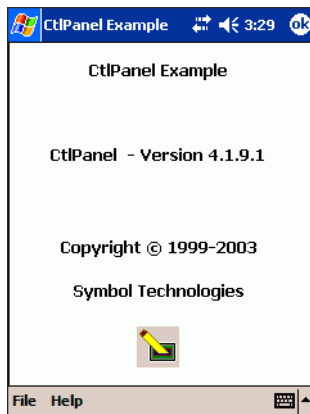 CtlPanel Example 3:29 ok
CtlPanel Example
CtlPanel - Version 4.1.9.1
Copyright © 1999-2003
Symbol Technologies
File Help